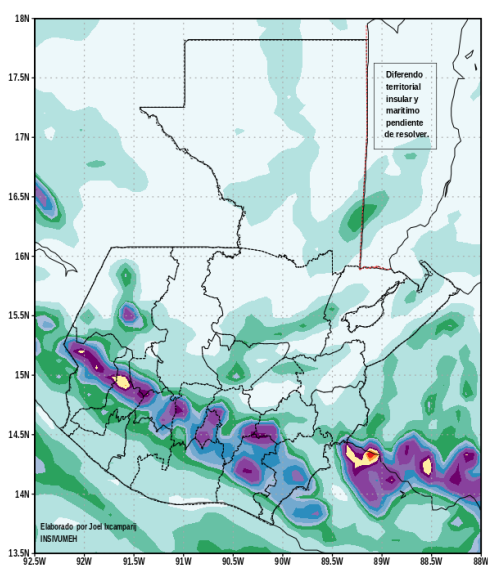 18N
17.5N
17N
16.5N
16N
15.5N
15N
14.5N
14N
13.5N
Diferendo
territorial
insular y
maritimo
pendiente
de resolver.
Elaborado por Joel Ixcamparij
INSIVUMEH
92.5W 92W 91.5W 91W 90.5W 90W 89.5W 89W 88.5W 88W